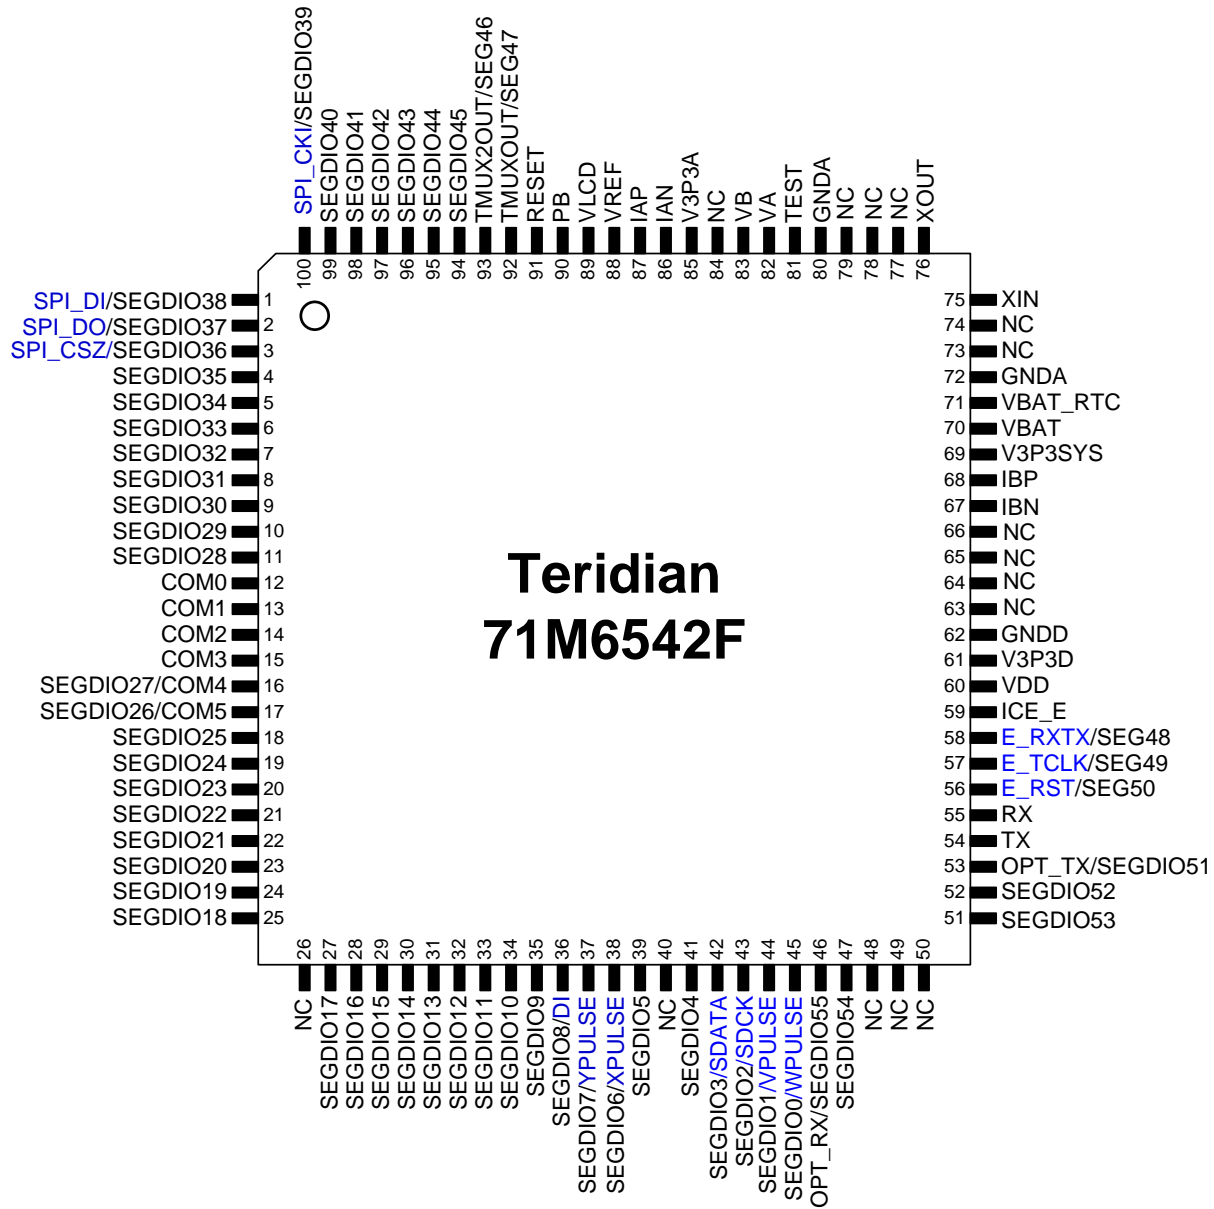 SPI_CKI/SEGDIO39
SEGDIO40
SEGDIO41
SEGDIO42
SEGDIO43
SEGDIO44
SEGDIO45
TMUX2OUT/SEG46
TMUXOUT/SEG47
RESET
PB
VLCD
VREF
IAP
IAN
V3P3A
NC
VB
VA
TEST
GNDA
NC
NC
NC
XOUT
100
99
98
97
96
95
94
93
92
91
90
89
88
87
86
85
84
83
82
81
80
79
78
77
76
SPI_DI/SEGDIO38 1
SPI_DO/SEGDIO37 2
SPI_CSZ/SEGDIO36 3
SEGDIO35 4
SEGDIO34 5
SEGDIO33 6
SEGDIO32 7
SEGDIO31 8
SEGDIO30 9
SEGDIO29 10
SEGDIO28 11
COM0 12
COM1 13
COM2 14
COM3 15
SEGDIO27/COM4 16
SEGDIO26/COM5 17
SEGDIO25 18
SEGDIO24 19
SEGDIO23 20
SEGDIO22 21
SEGDIO21 22
SEGDIO20 23
SEGDIO19 24
SEGDIO18 25
Teridian
71M6542F
75 XIN
74 NC
73 NC
72 GNDA
71 VBAT_RTC
70 VBAT
69 V3P3SYS
68 IBP
67 IBN
66 NC
65 NC
64 NC
63 NC
62 GNDD
61 V3P3D
60 VDD
59 ICE_E
58 E_RXTX/SEG48
57 E_TCLK/SEG49
56 E_RST/SEG50
55 RX
54 TX
53 OPT_TX/SEGDIO51
52 SEGDIO52
51 SEGDIO53
26
27
28
29
30
31
32
33
34
35
36
37
38
39
40
41
42
43
44
45
46
47
48
49
50
NC
SEGDIO17
SEGDIO16
SEGDIO15
SEGDIO14
SEGDIO13
SEGDIO12
SEGDIO11
SEGDIO10
SEGDIO9
SEGDIO8/DI
SEGDIO7/YPULSE
SEGDIO6/XPULSE
SEGDIO5
NC
SEGDIO4
SEGDIO3/SDATA
SEGDIO2/SDCK
SEGDIO1/VPULSE
SEGDIO0/WPULSE
OPT_RX/SEGDIO55
SEGDIO54
NC
NC
NC